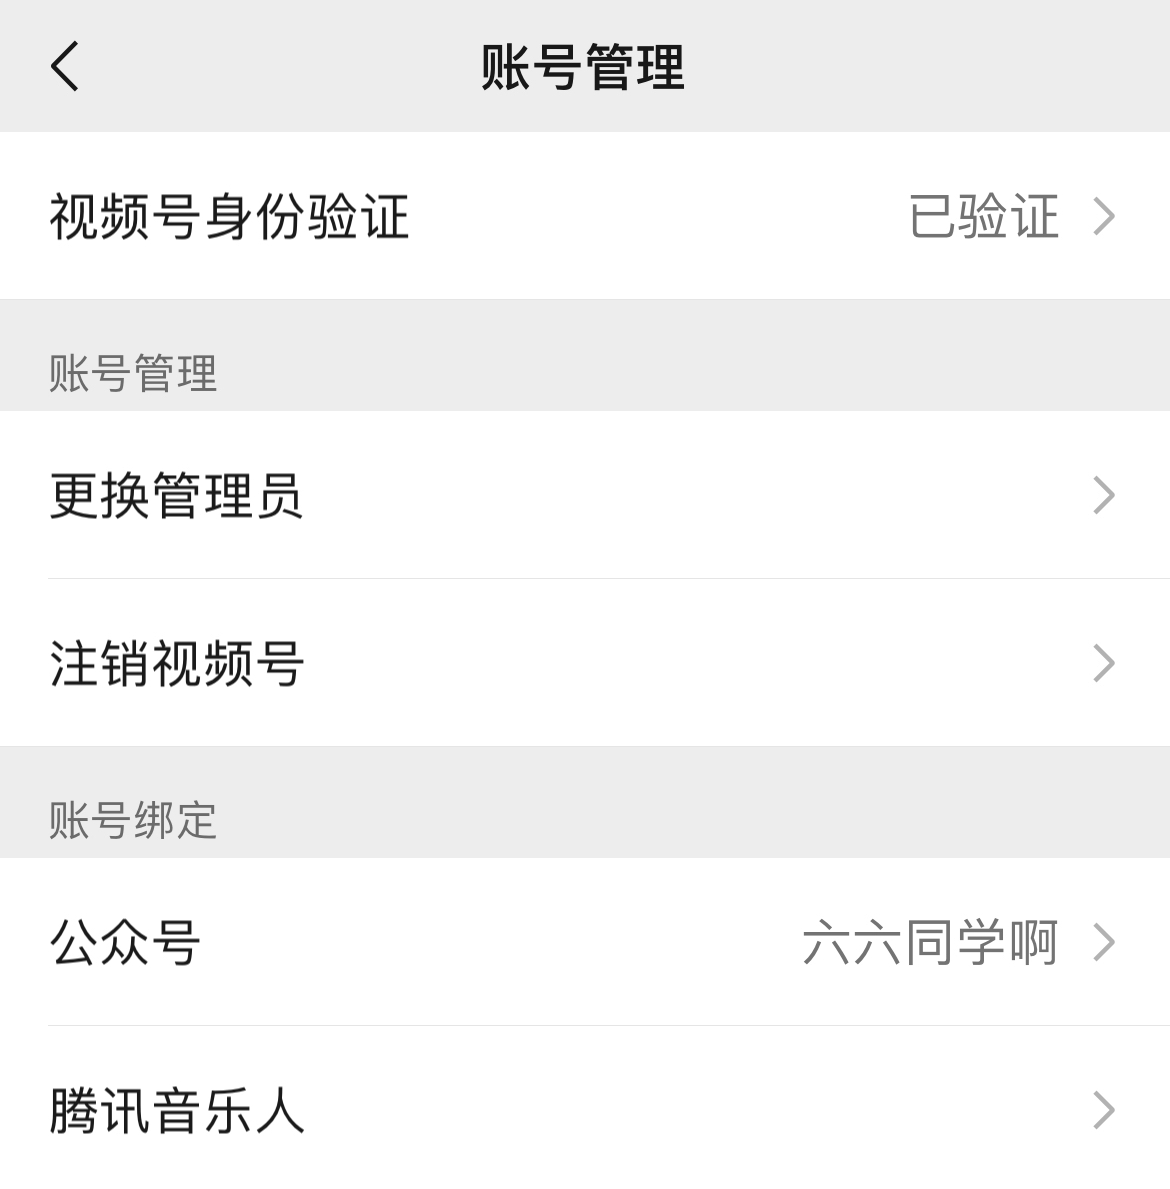 账号管理
视频号身份验证 已验证
账号管理
更换管理员
注销视频号
账号绑定
公众号 六六同学啊
腾讯音乐人